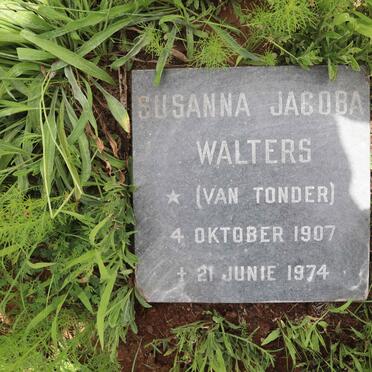 SUSANNA JACOBA
WALTERS
★ (VAN TONDER)
4 OKTOBER 1907
+ 21 JUNIE 1974